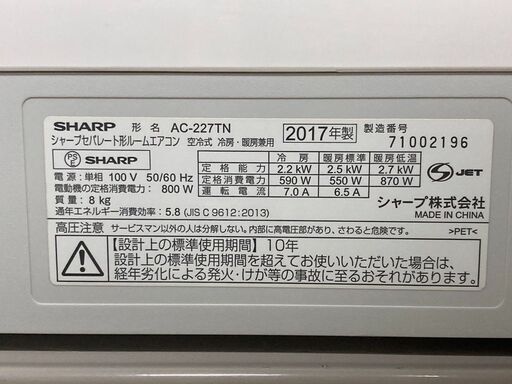 SHARP 形名 AC-227TN 2017年製 製造番号 71002196
シャープセパレート形ルームエアコン 空冷式 冷房・暖房兼用
PS E SHARP
電源:単相 100 V 50/60 Hz
電動機の定格消費電力: 800 W
質量:8 kg
冷房 暖房標準 暖房低温
定格能力 2.2 kW 2.5 kW 2.7 kW
定格消費電力 590 W 550 W 870 W
運転電流 7.0 A 6.5 A
S JET
通年エネルギー消費効率:5.8 (JIS C 9612:2013)
シャープ株式会社
MADE IN CHINA
高圧注意 サービスマン以外の人は分解しないでください。内部に高電圧部があり、さわると危険です。
>PET<
【設計上の標準使用期間】10年
設計上の標準使用期間を超えてお使いいただいた場合は、
経年劣化による発火・けが等の事故に至るおそれがあります。